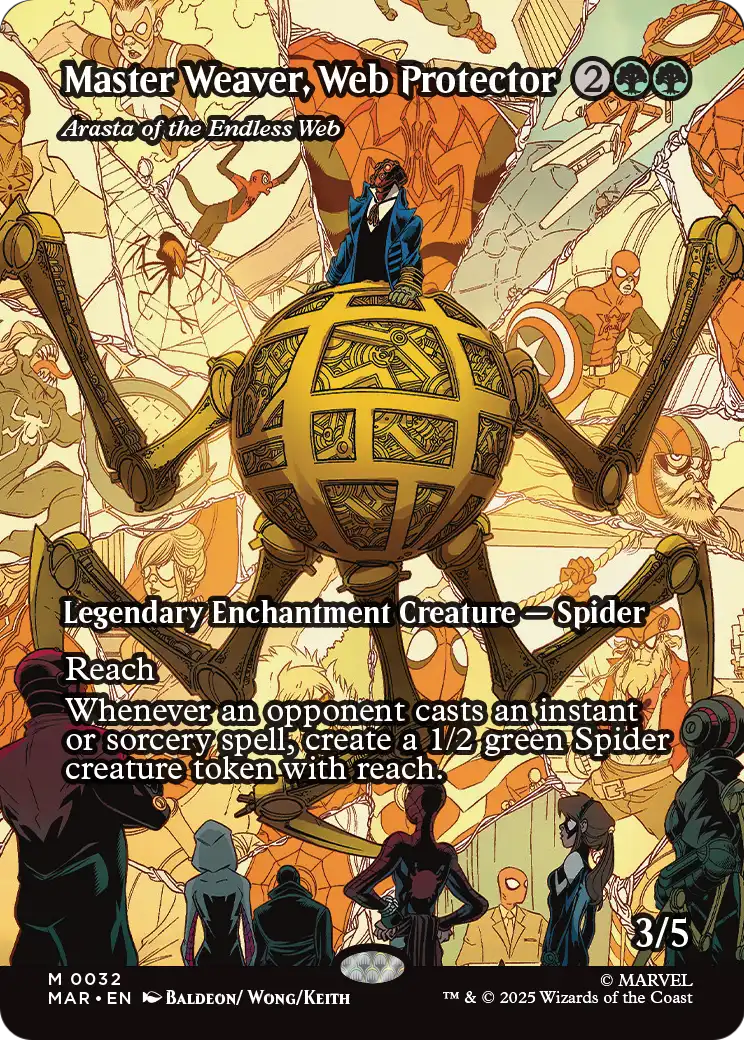 Master Weaver, Web Protector 2
Arasta of the Endless Web
Legendary Enchantment Creature — Spider
Reach
Whenever an opponent casts an instant
or sorcery spell, create a 1/2 green Spider
creature token with reach.
3/5
M 0032
MAR • EN Baldeon/ Wong/Keith
© MARVEL
™ & © 2025 Wizards of the Coast